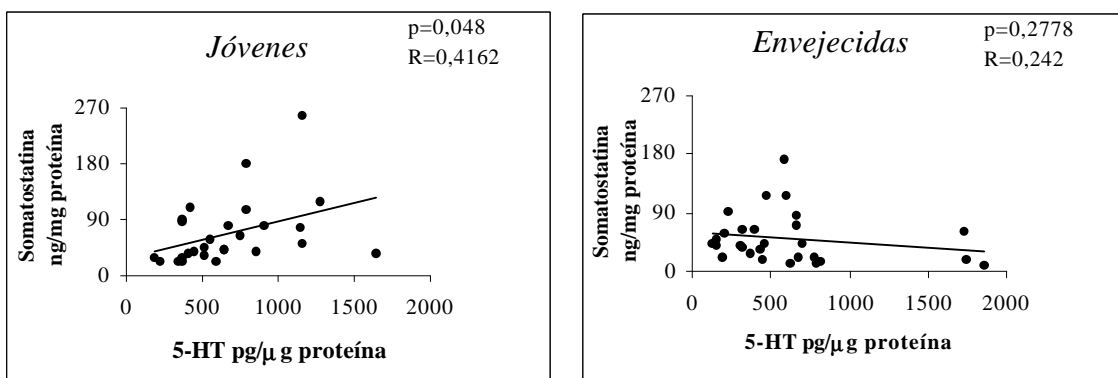 Jóvenes
p=0,048
R=0,4162
Somatostatina
ng/mg proteína
270
180
90
0
0
500
1000
1500
2000
5-HT pg/μ g proteína
Envejecidas
p=0,2778
R=0,242
Somatostatina
ng/mg proteína
270
180
90
0
0
500
1000
1500
2000
5-HT pg/μ g proteína